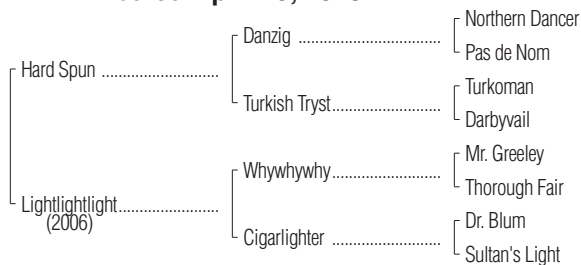 Northern Dancer
Danzig
Pas de Nom
Hard Spun
Turkoman
Turkish Tryst
Darbyvail
Mr. Greeley
Whywhywhy
Thorough Fair
Lightlightlight
(2006)
Dr. Blum
Cigarlighter
Sultan's Light